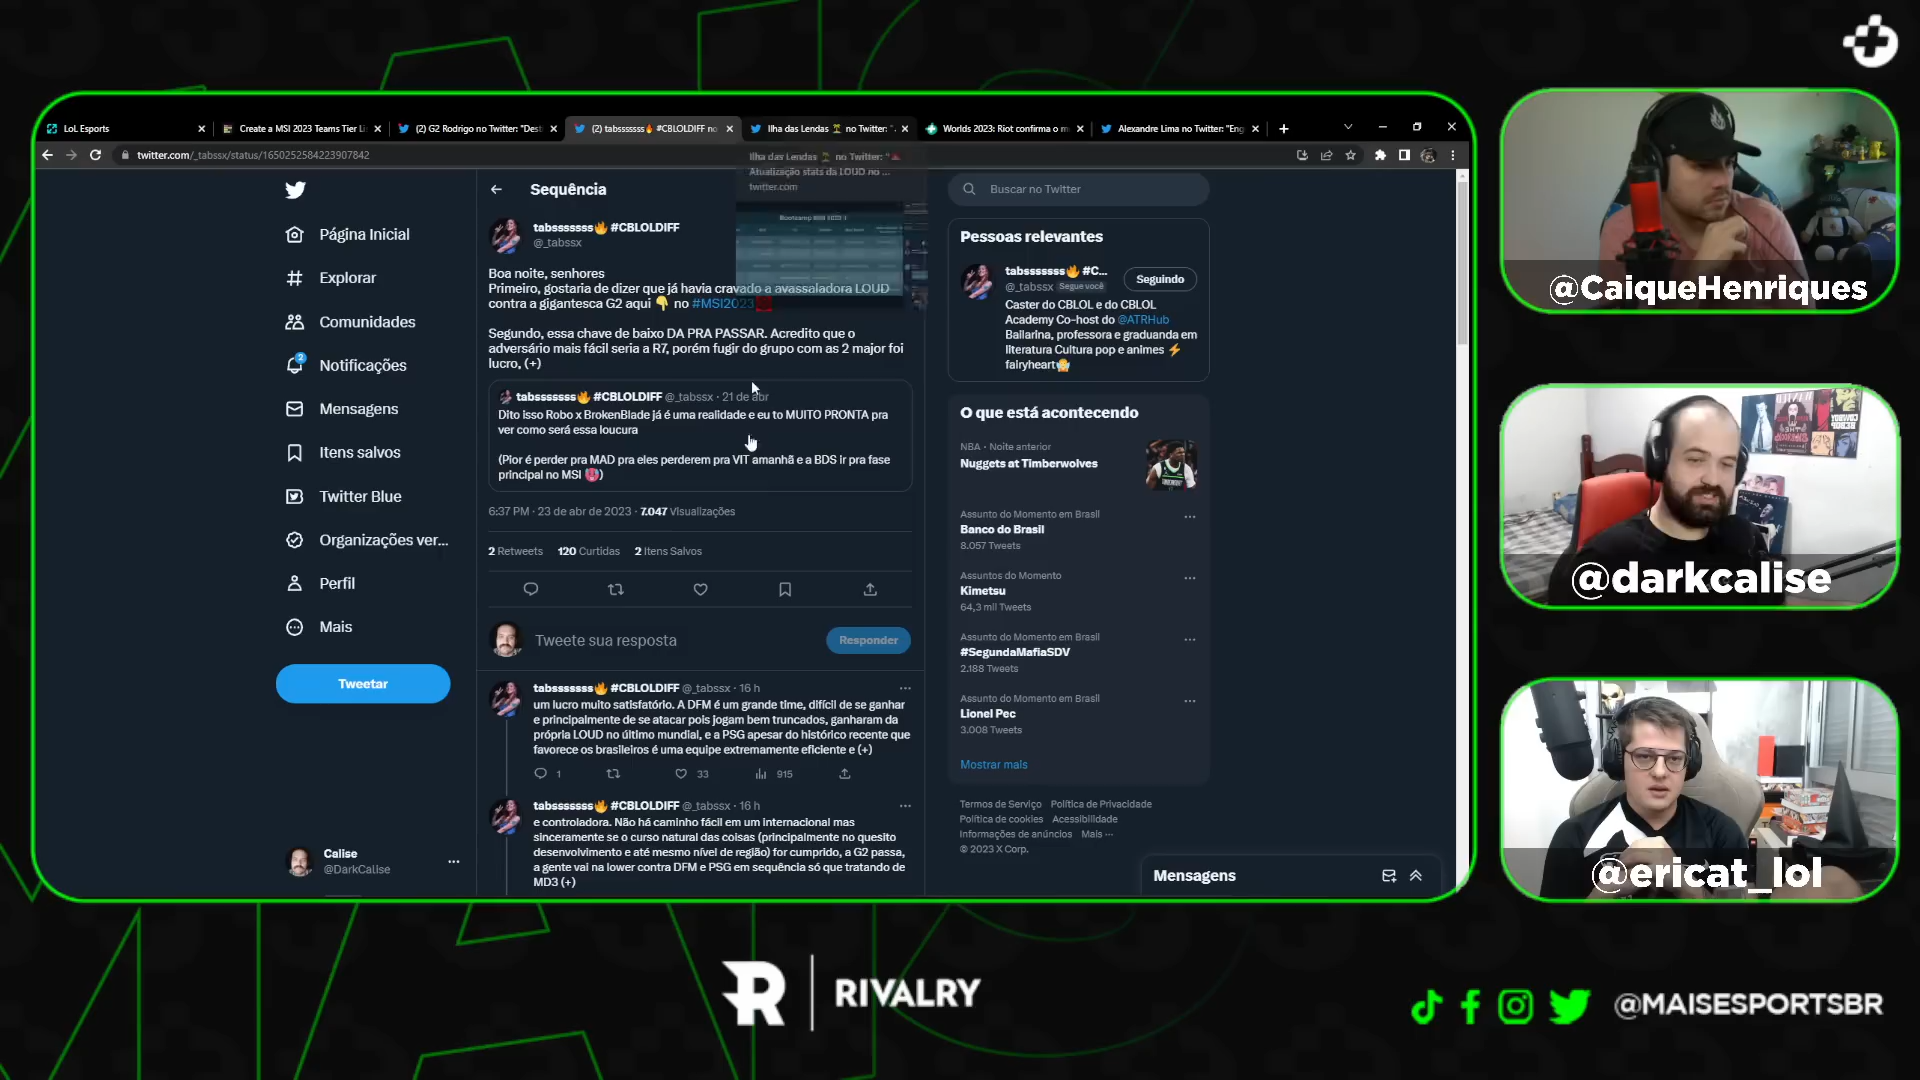 LoL Esports
Create a MSI 2023 Teams Tier Li
(2) G2 Rodrigo no Twitter: "Dest
(2) tabsssssss🔥 #CBLOLDIFF no
Ilha das Lendas 🏝 no Twitter: "
Worlds 2023: Riot confirma o m
Alexandre Lima no Twitter: "Eng
twitter.com/_tabssx/status/1650252584223907842
Ilha das Lendas 🏝 no Twitter: "
Atualização stats da LOUD no ...
twitter.com
Bootcamp
Página Inicial
Explorar
Comunidades
2
Notificações
Mensagens
Itens salvos
Twitter Blue
Organizações ver...
Perfil
Mais
Tweetar
Calise
@DarkCalise
Sequência
tabsssssss🔥 #CBLOLDIFF
@_tabssx
Boa noite, senhores
Primeiro, gostaria de dizer que já havia cravado a avassaladora LOUD
contra a gigantesca G2 aqui 👇 no #MSI2023
Segundo, essa chave de baixo DA PRA PASSAR. Acredito que o
adversário mais fácil seria a R7, porém fugir do grupo com as 2 major foi
lucro, (+)
tabsssssss🔥 #CBLOLDIFF @_tabssx · 21 de abr
Dito isso Robo x BrokenBlade já é uma realidade e eu to MUITO PRONTA pra
ver como será essa loucura
(Pior é perder pra MAD pra eles perderem pra VIT amanhã e a BDS ir pra fase
principal no MSI 🥵)
6:37 PM · 23 de abr de 2023 · 7.047 Visualizações
2 Retweets 120 Curtidas 2 Itens Salvos
Tweete sua resposta
Responder
tabsssssss🔥 #CBLOLDIFF @_tabssx · 16 h
um lucro muito satisfatório. A DFM é um grande time, difícil de se ganhar
e principalmente de se atacar pois jogam bem truncados, ganharam da
própria LOUD no último mundial, e a PSG apesar do histórico recente que
favorece os brasileiros é uma equipe extremamente eficiente e (+)
1 33 915
tabsssssss🔥 #CBLOLDIFF @_tabssx · 16 h
e controladora. Não há caminho fácil em um internacional mas
sinceramente se o curso natural das coisas (principalmente no quesito
desenvolvimento e até mesmo nível de região) for cumprido, a G2 passa,
a gente vai na lower contra DFM e PSG em sequência só que tratando de
MD3 (+)
Buscar no Twitter
Pessoas relevantes
tabsssssss🔥 #C...
@_tabssx Segue você
Seguindo
Caster do CBLOL e do CBLOL
Academy Co-host do @ATRHub
Bailarina, professora e graduanda em
literatura Cultura pop e animes ⚡
fairyheart
O que está acontecendo
NBA · Noite anterior
Nuggets at Timberwolves
Assunto do Momento em Brasil
Banco do Brasil
8.057 Tweets
Assuntos do Momento
Kimetsu
64,3 mil Tweets
Assunto do Momento em Brasil
#SegundaMafiaSDV
2.188 Tweets
Assunto do Momento em Brasil
Lionel Pec
3.008 Tweets
Mostrar mais
Termos de Serviço Política de Privacidade
Política de cookies Acessibilidade
Informações de anúncios Mais ...
© 2023 X Corp.
Mensagens
@CaiqueHenriques
@darkcalise
@ericat_lol
R RIVALRY
@MAISESPORTSBR